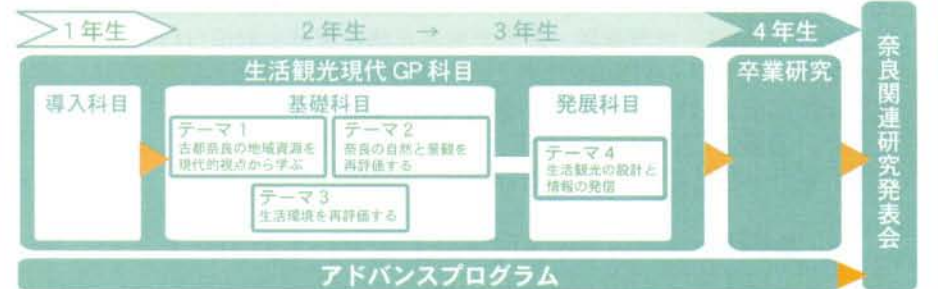 1年生
2年生 → 3年生
4年生
生活観光現代GP科目
導入科目
基礎科目
テーマ1
古都奈良の地域資源を
現代的視点から学ぶ
テーマ2
奈良の自然と景観を
再評価する
テーマ3
生活環境を再評価する
発展科目
テーマ4
生活観光の設計と
情報の発信
卒業研究
奈良関連研究発表会
アドバンスプログラム